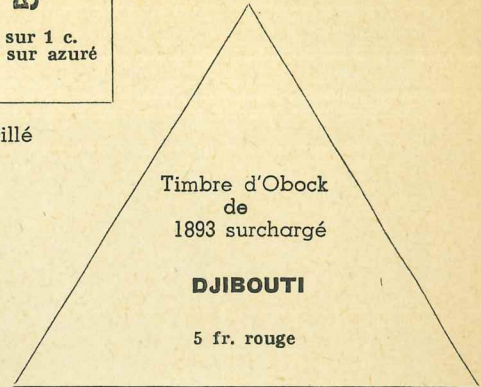 sur 1 c.
sur azuré
illé
Timbre d'Obock
de
1893 surchargé
DJIBOUTI
5 fr. rouge